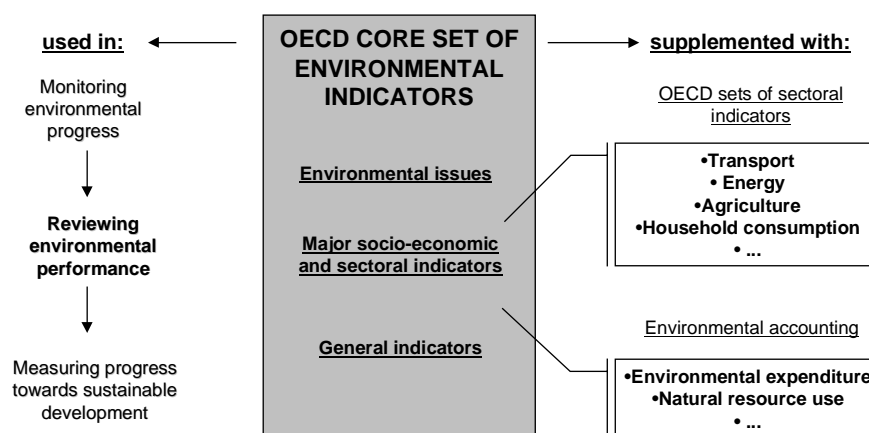 used in:
Monitoring
environmental
progress
Reviewing
environmental
performance
Measuring progress
towards sustainable
development
OECD CORE SET OF
ENVIRONMENTAL
INDICATORS
Environmental issues
Major socio-economic
and sectoral indicators
General indicators
supplemented with:
OECD sets of sectoral
indicators
•Transport
• Energy
•Agriculture
•Household consumption
• ...
Environmental accounting
•Environmental expenditure
•Natural resource use
• ...